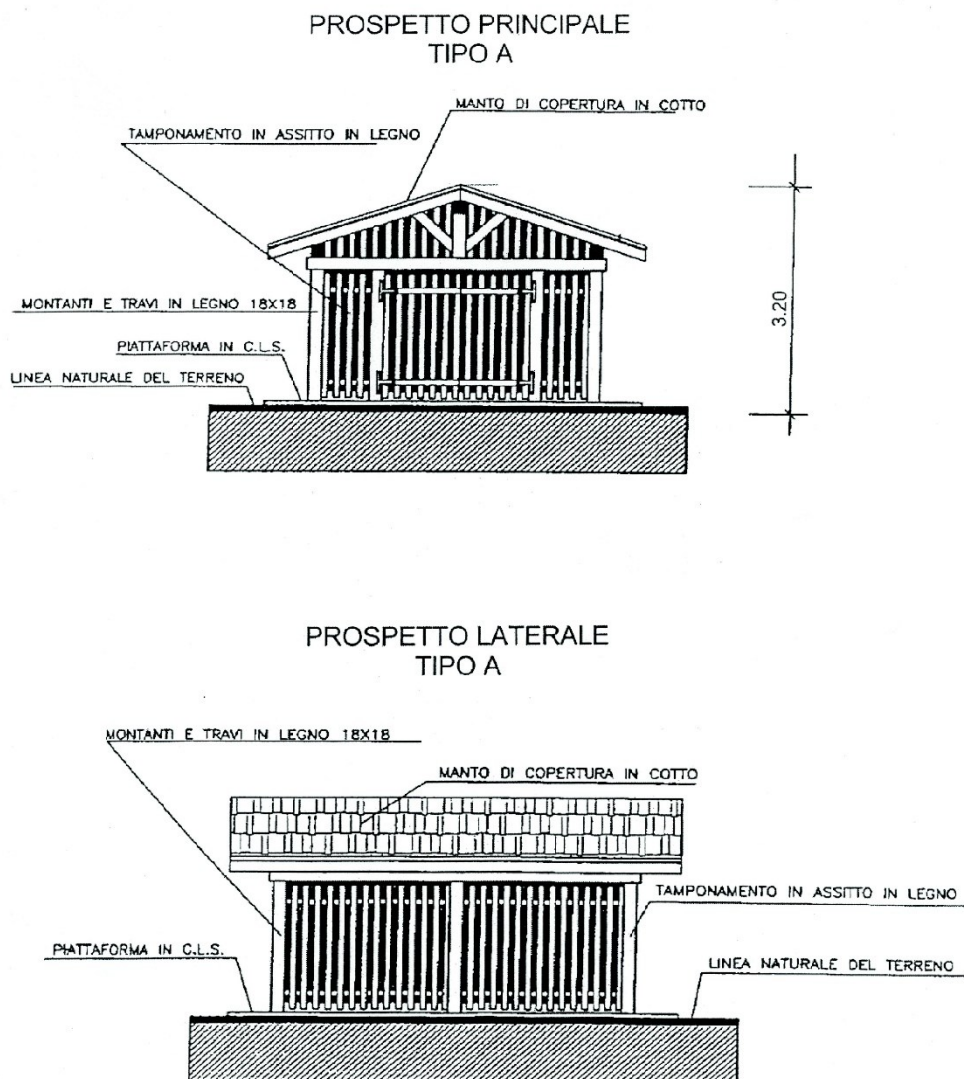 PROSPETTO PRINCIPALE
TIPO A
MANTO DI COPERTURA IN COTTO
TAMPONAMENTO IN ASSITTO IN LEGNO
MONTANTI E TRAVI IN LEGNO 18X18
3.20
PIATTAFORMA IN C.L.S.
LINEA NATURALE DEL TERRENO
PROSPETTO LATERALE
TIPO A
MONTANTI E TRAVI IN LEGNO 18X18
MANTO DI COPERTURA IN COTTO
TAMPONAMENTO IN ASSITTO IN LEGNO
PIATTAFORMA IN C.L.S.
LINEA NATURALE DEL TERRENO